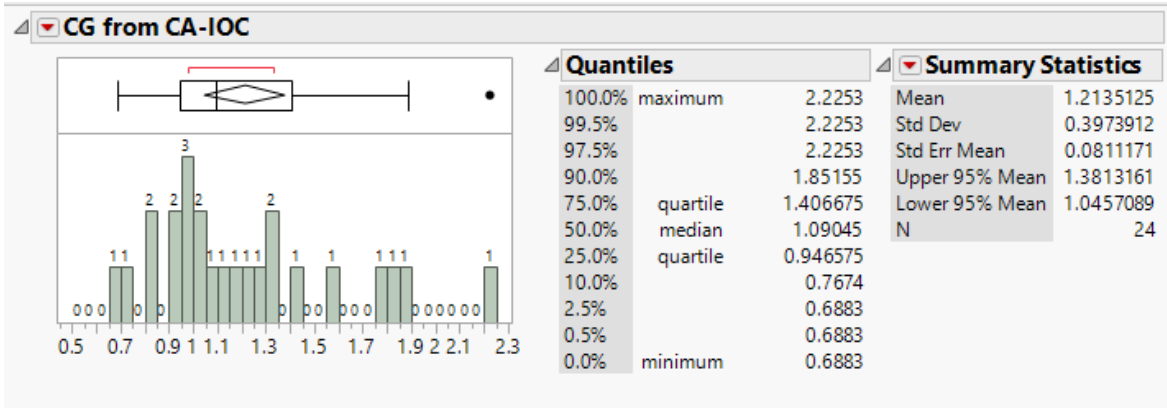 CG from CA-IOC
3
2 2 2 2
1 1 1 1 1 1 1 1 1 1 1 1 1
0 0 0 0 0 0 0 0 0 0 0 0 0 0 0 0 0
0.5 0.7 0.9 1 1.1 1.3 1.5 1.7 1.9 2 2.1 2.3
Quantiles
100.0% maximum 2.2253
99.5% 2.2253
97.5% 2.2253
90.0% 1.85155
75.0% quartile 1.406675
50.0% median 1.09045
25.0% quartile 0.946575
10.0% 0.7674
2.5% 0.6883
0.5% 0.6883
0.0% minimum 0.6883
Summary Statistics
Mean 1.2135125
Std Dev 0.3973912
Std Err Mean 0.0811171
Upper 95% Mean 1.3813161
Lower 95% Mean 1.0457089
N 24